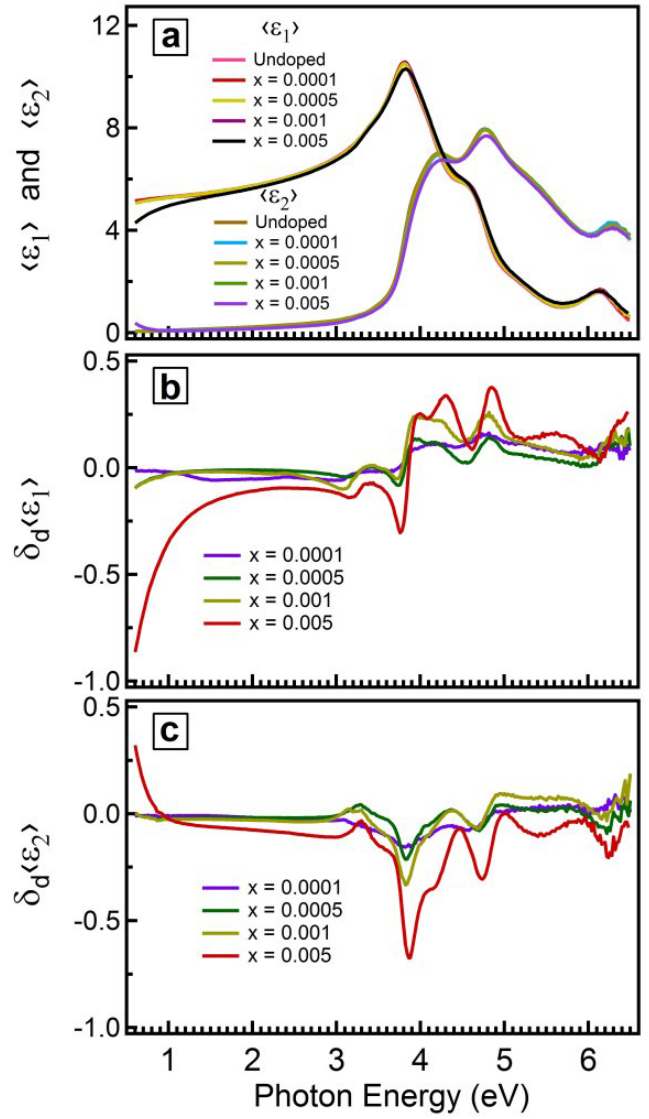 a
12
8
4
0
⟨ε₁⟩ and ⟨ε₂⟩
⟨ε₁⟩
Undoped
x = 0.0001
x = 0.0005
x = 0.001
x = 0.005
⟨ε₂⟩
Undoped
x = 0.0001
x = 0.0005
x = 0.001
x = 0.005
b
0.5
0.0
-0.5
-1.0
δd⟨ε₁⟩
x = 0.0001
x = 0.0005
x = 0.001
x = 0.005
c
0.5
0.0
-0.5
-1.0
δd⟨ε₂⟩
x = 0.0001
x = 0.0005
x = 0.001
x = 0.005
1 2 3 4 5 6
Photon Energy (eV)